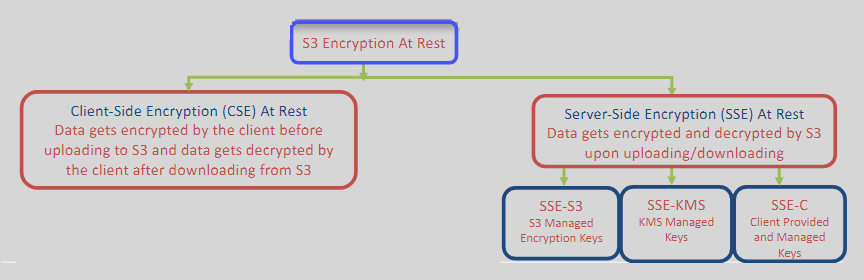 S3 Encryption At Rest
Client-Side Encryption (CSE) At Rest
Data gets encrypted by the client before
uploading to S3 and data gets decrypted by
the client after downloading from S3
Server-Side Encryption (SSE) At Rest
Data gets encrypted and decrypted by S3
upon uploading/downloading
SSE-S3
S3 Managed
Encryption Keys
SSE-KMS
KMS Managed
Keys
SSE-C
Client Provided
and Managed
Keys